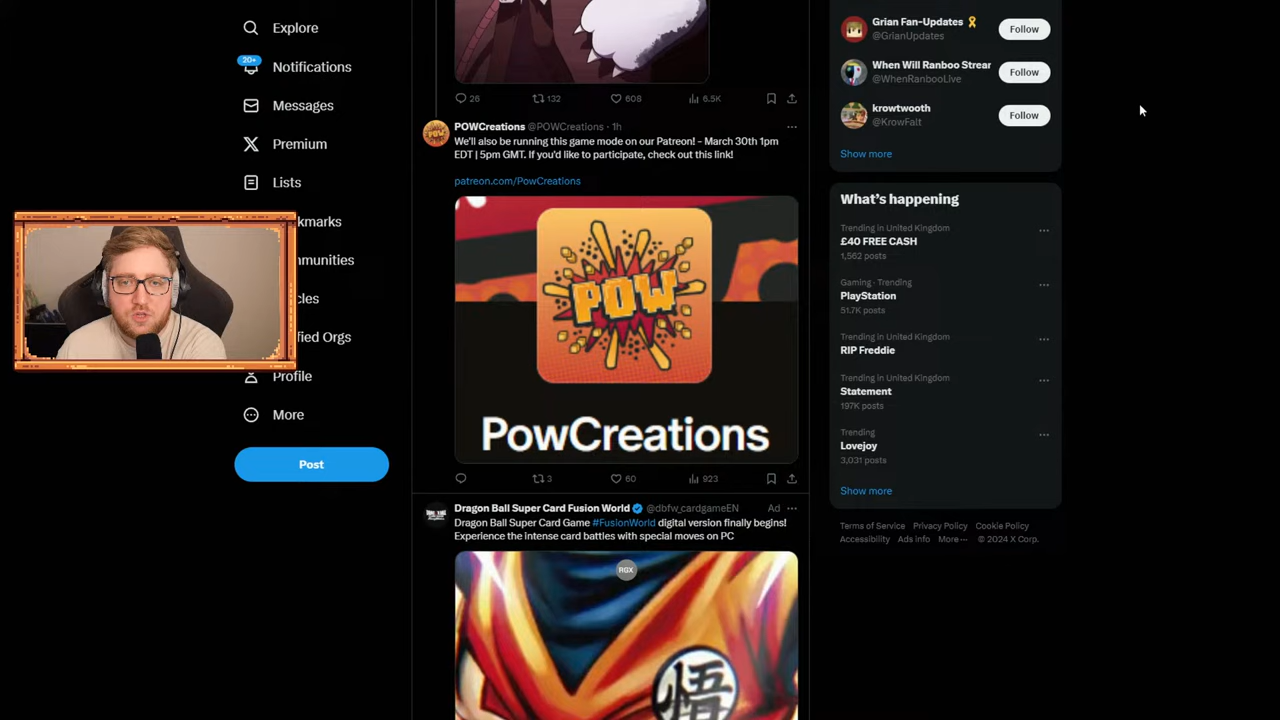 Explore
20+
Notifications
Messages
Premium
Lists
kmarks
mmunities
cles
fied Orgs
Profile
More
Post
26
132
608
6.5K
POWCreations @POWCreations · 1h
We'll also be running this game mode on our Patreon! – March 30th 1pm
EDT | 5pm GMT. If you'd like to participate, check out this link!
patreon.com/PowCreations
POW
POW
PowCreations
3
60
923
Dragon Ball Super Card Fusion World @dbfw_cardgameEN Ad
Dragon Ball Super Card Game #FusionWorld digital version finally begins!
Experience the intense card battles with special moves on PC
RGX
悟
Grian Fan-Updates
@GrianUpdates
Follow
When Will Ranboo Strear
@WhenRanbooLive
Follow
krowtwooth
@KrowFalt
Follow
Show more
What's happening
Trending in United Kingdom
£40 FREE CASH
1,562 posts
Gaming · Trending
PlayStation
51.7K posts
Trending in United Kingdom
RIP Freddie
Trending in United Kingdom
Statement
197K posts
Trending
Lovejoy
3,031 posts
Show more
Terms of Service Privacy Policy Cookie Policy
Accessibility Ads info More ··· © 2024 X Corp.